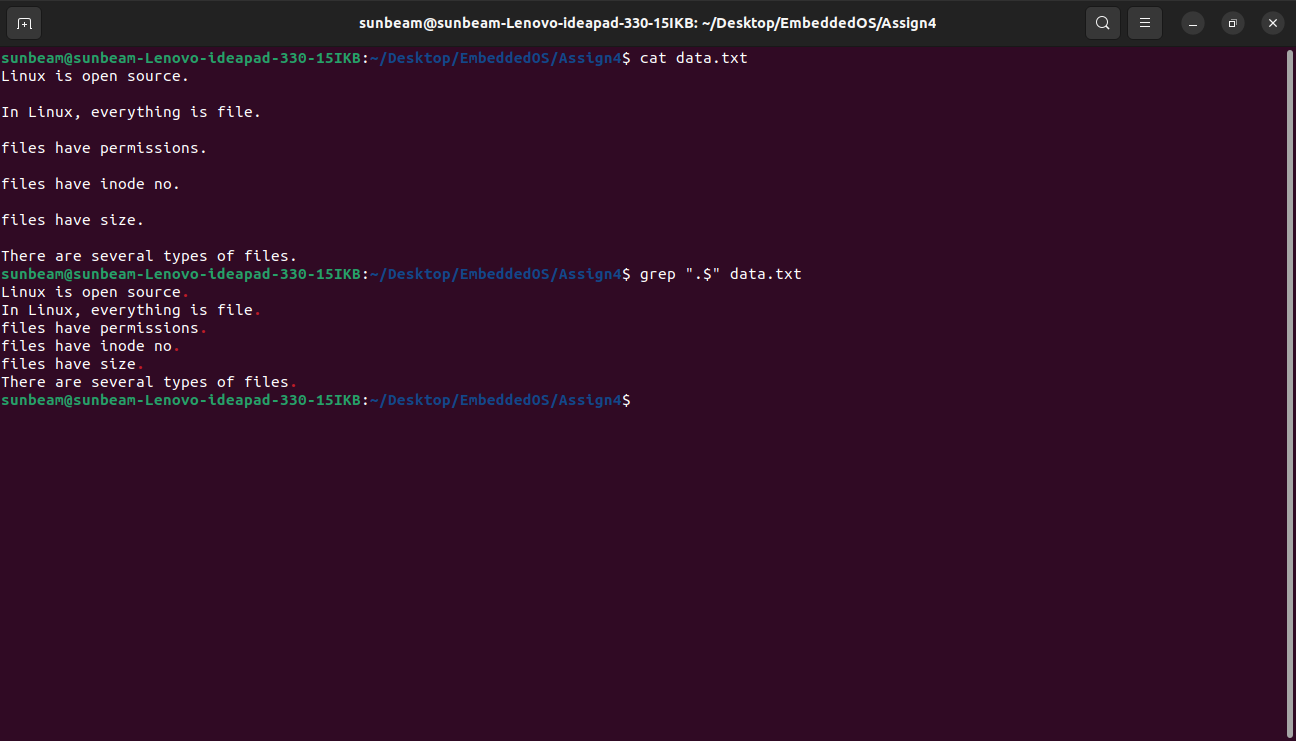 sunbeam@sunbeam-Lenovo-ideapad-330-15IKB: ~/Desktop/EmbeddedOS/Assign4
sunbeam@sunbeam-Lenovo-ideapad-330-15IKB:~/Desktop/EmbeddedOS/Assign4$ cat data.txt
Linux is open source.
In Linux, everything is file.
files have permissions.
files have inode no.
files have size.
There are several types of files.
sunbeam@sunbeam-Lenovo-ideapad-330-15IKB:~/Desktop/EmbeddedOS/Assign4$ grep ".$" data.txt
Linux is open source.
In Linux, everything is file.
files have permissions.
files have inode no.
files have size.
There are several types of files.
sunbeam@sunbeam-Lenovo-ideapad-330-15IKB:~/Desktop/EmbeddedOS/Assign4$